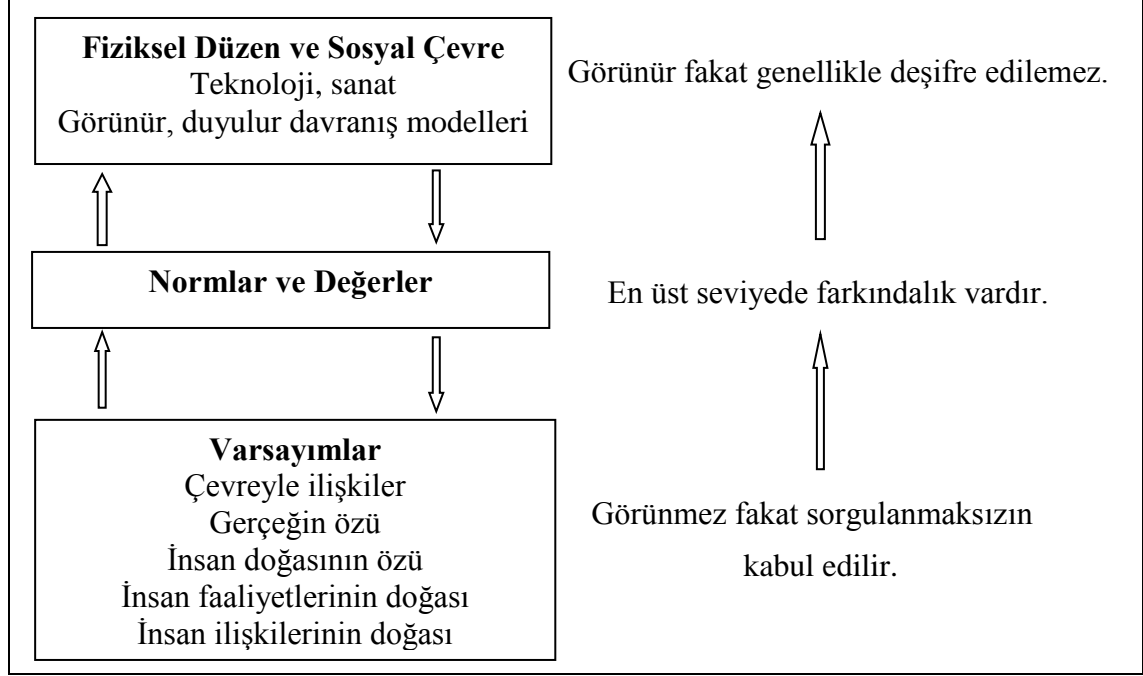 Fiziksel Düzen ve Sosyal Çevre
Teknoloji, sanat
Görünür, duyulur davranış modelleri
Görünür fakat genellikle deşifre edilemez.
Normlar ve Değerler
En üst seviyede farkındalık vardır.
Varsayımlar
Çevreyle ilişkiler
Gerçeğin özü
İnsan doğasının özü
İnsan faaliyetlerinin doğası
İnsan ilişkilerinin doğası
Görünmez fakat sorgulanmaksızın
kabul edilir.